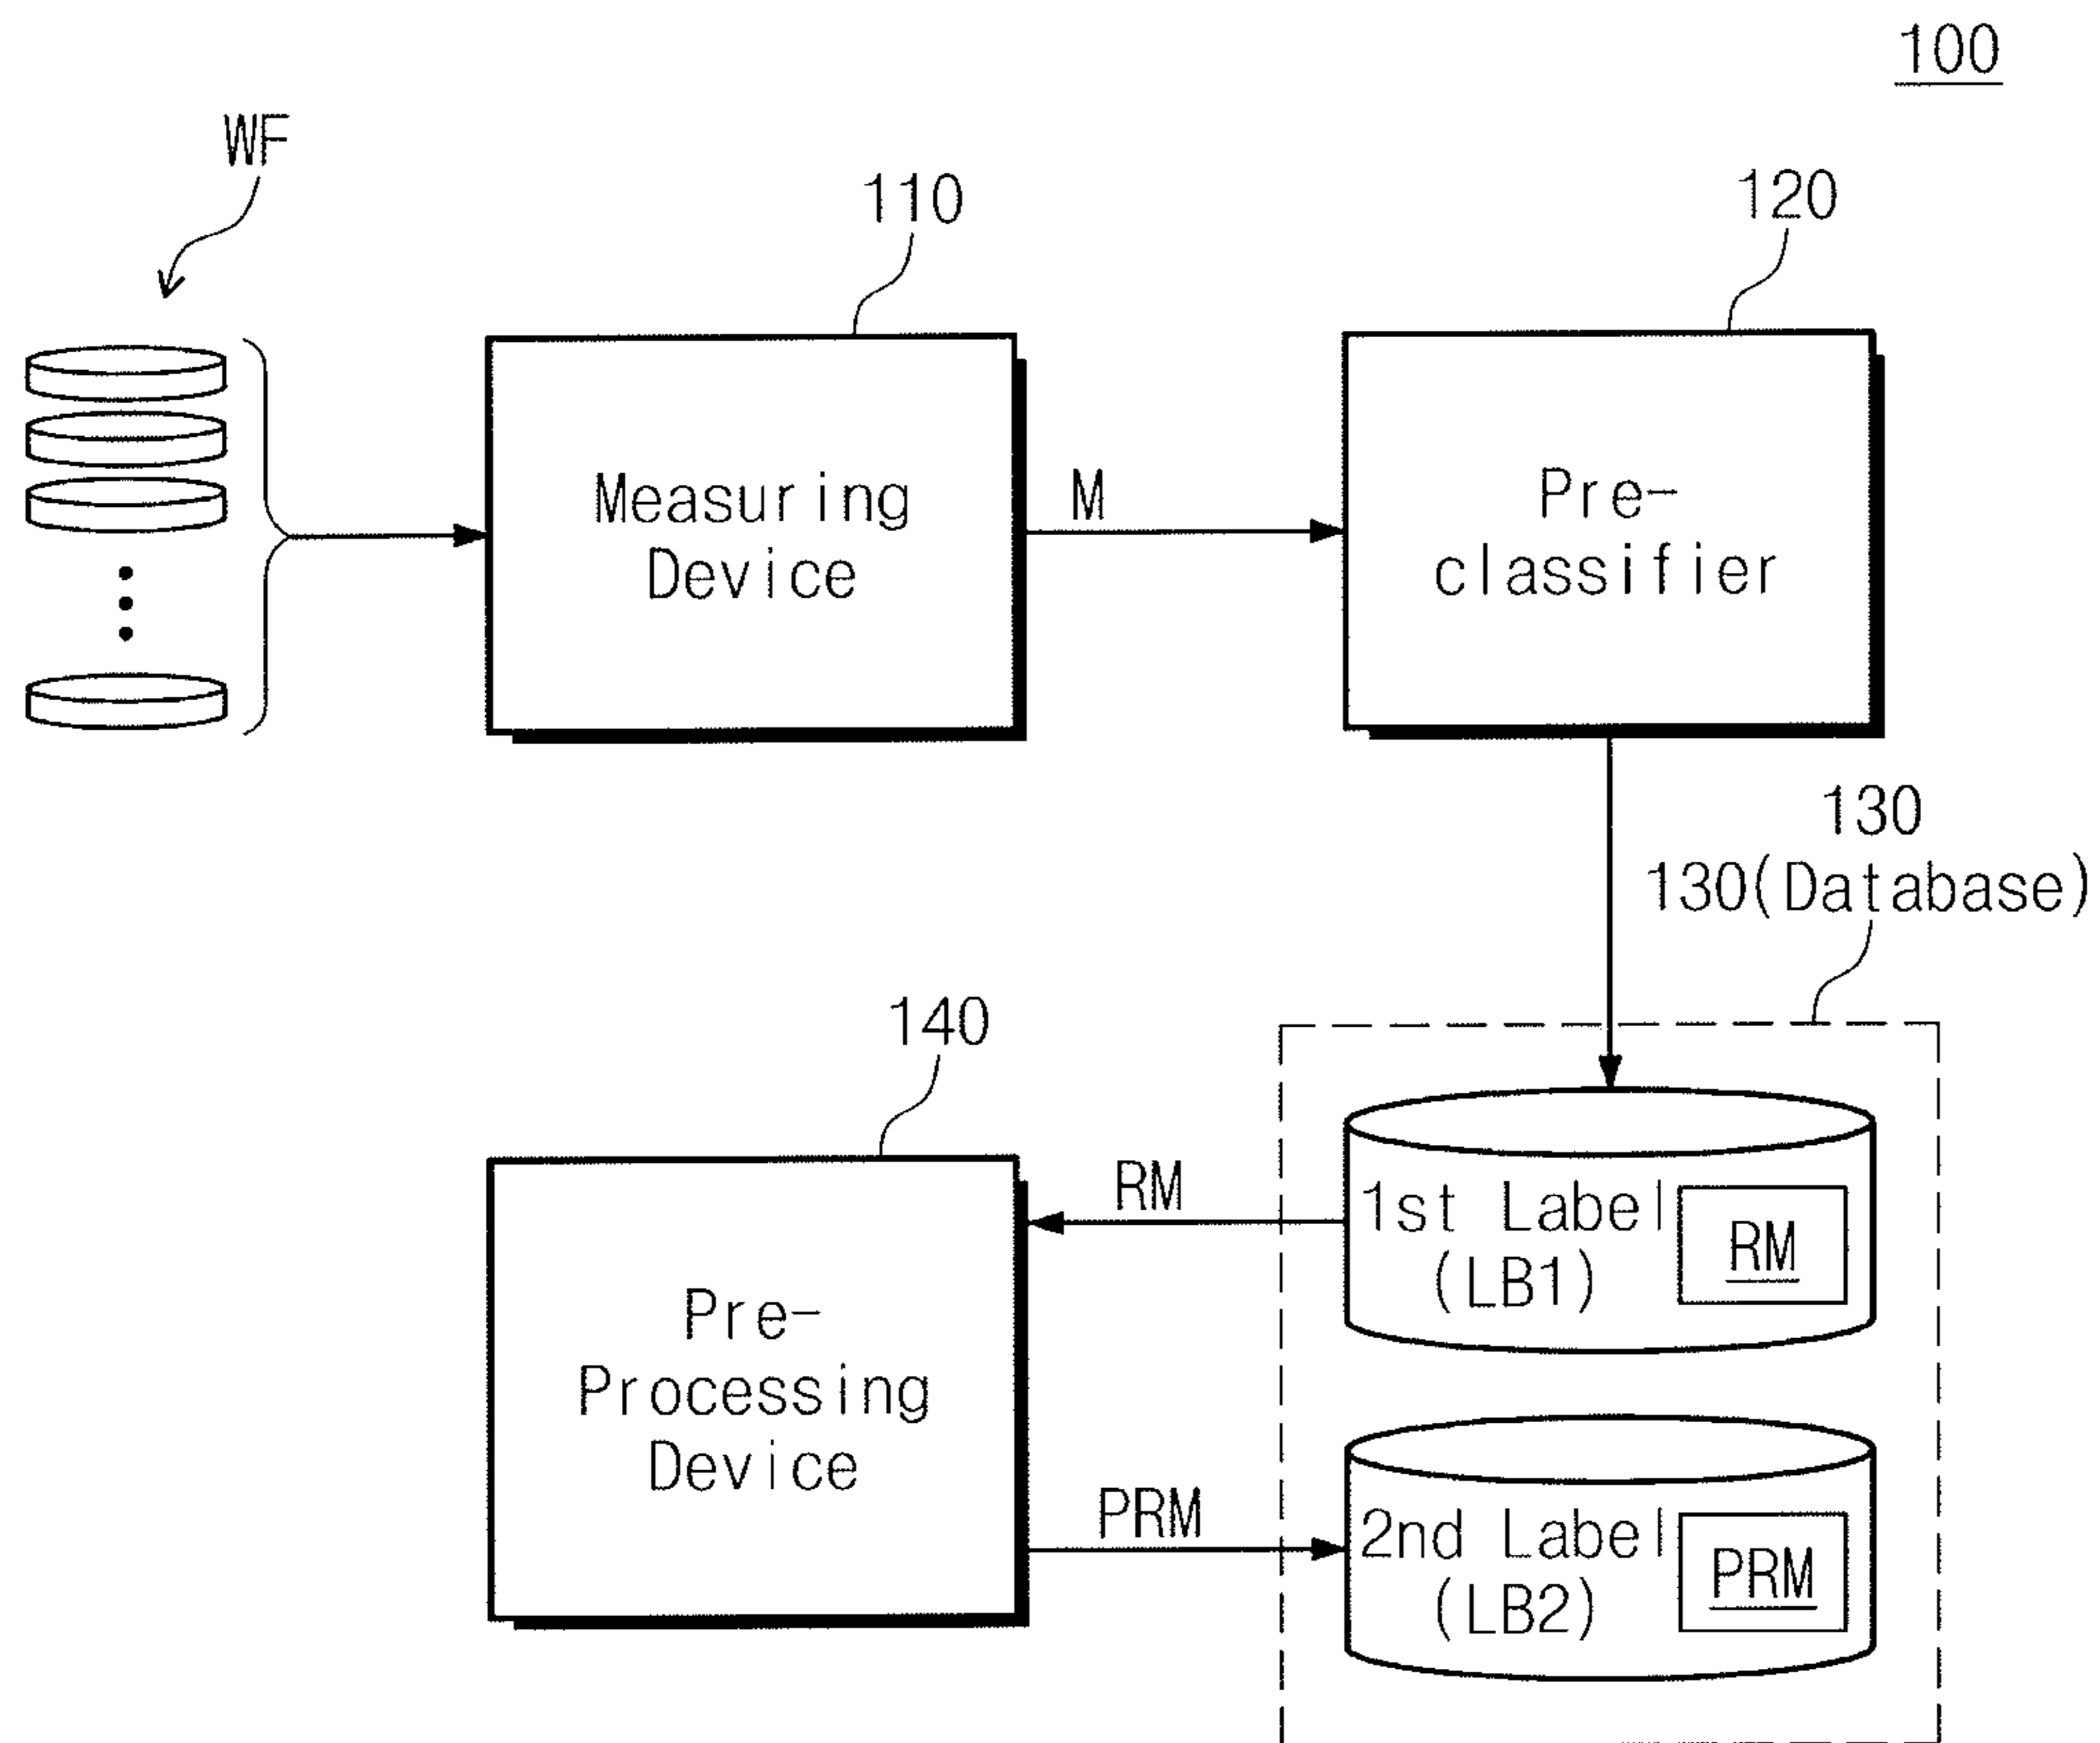 100
WF
110
120
Measuring
Device
M
Pre-
classifier
130
130(Database)
140
RM
1st Label
(LB1)
RM
Pre-
Processing
Device
PRM
2nd Label
(LB2)
PRM